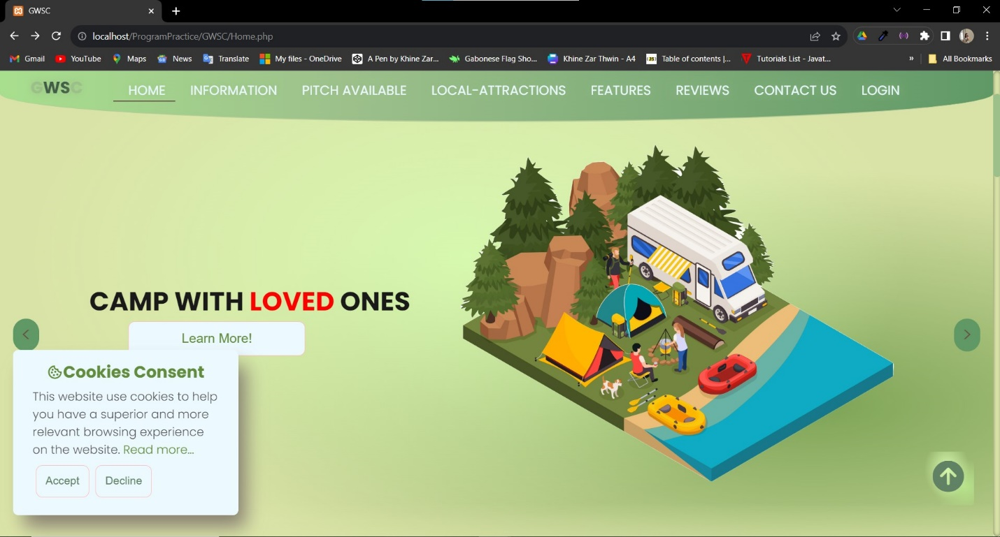 GWSC
localhost/ProgramPractice/GWSC/Home.php
Gmail YouTube Maps News Translate My files - OneDrive A Pen by Khine Zar... Gabonese Flag Sho... Khine Zar Thwin - A4 Table of contents |... Tutorials List - Javat... » All Bookmarks
GWSC HOME INFORMATION PITCH AVAILABLE LOCAL-ATTRACTIONS FEATURES REVIEWS CONTACT US LOGIN
CAMP WITH LOVED ONES
Learn More!
Cookies Consent
This website use cookies to help
you have a superior and more
relevant browsing experience
on the website. Read more...
Accept Decline